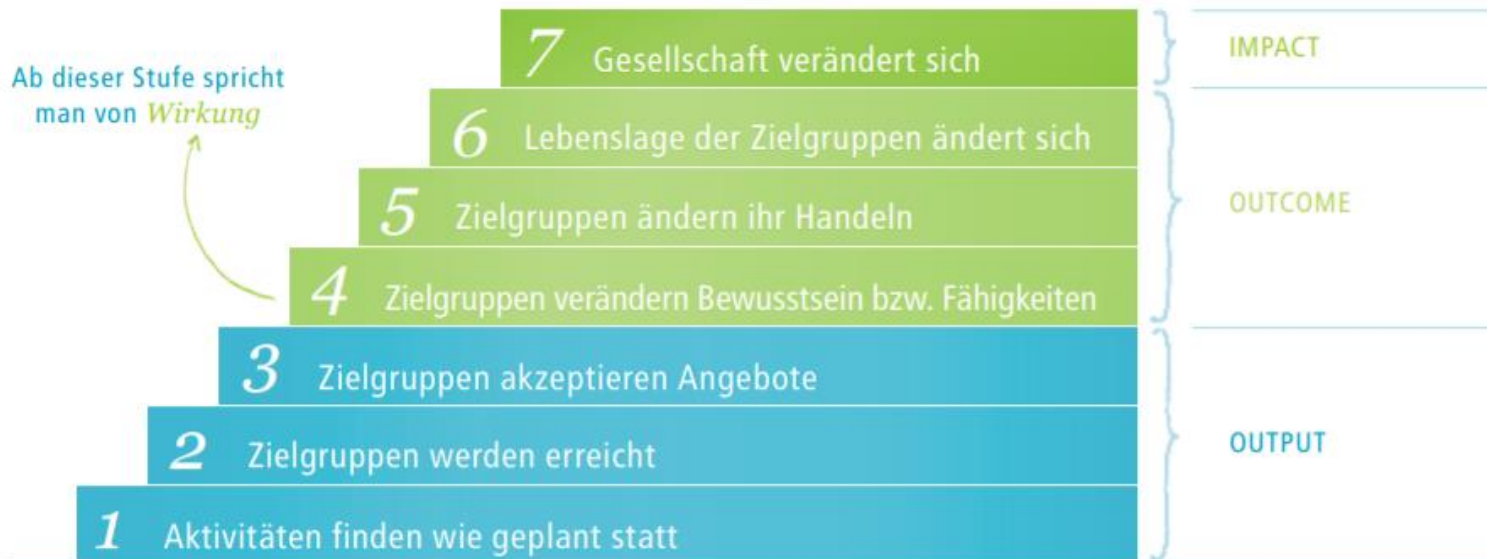 7 Gesellschaft verändert sich
IMPACT
Ab dieser Stufe spricht
man von Wirkung
6 Lebenslage der Zielgruppen ändert sich
5 Zielgruppen ändern ihr Handeln
OUTCOME
4 Zielgruppen verändern Bewusstsein bzw. Fähigkeiten
3 Zielgruppen akzeptieren Angebote
2 Zielgruppen werden erreicht
OUTPUT
1 Aktivitäten finden wie geplant statt